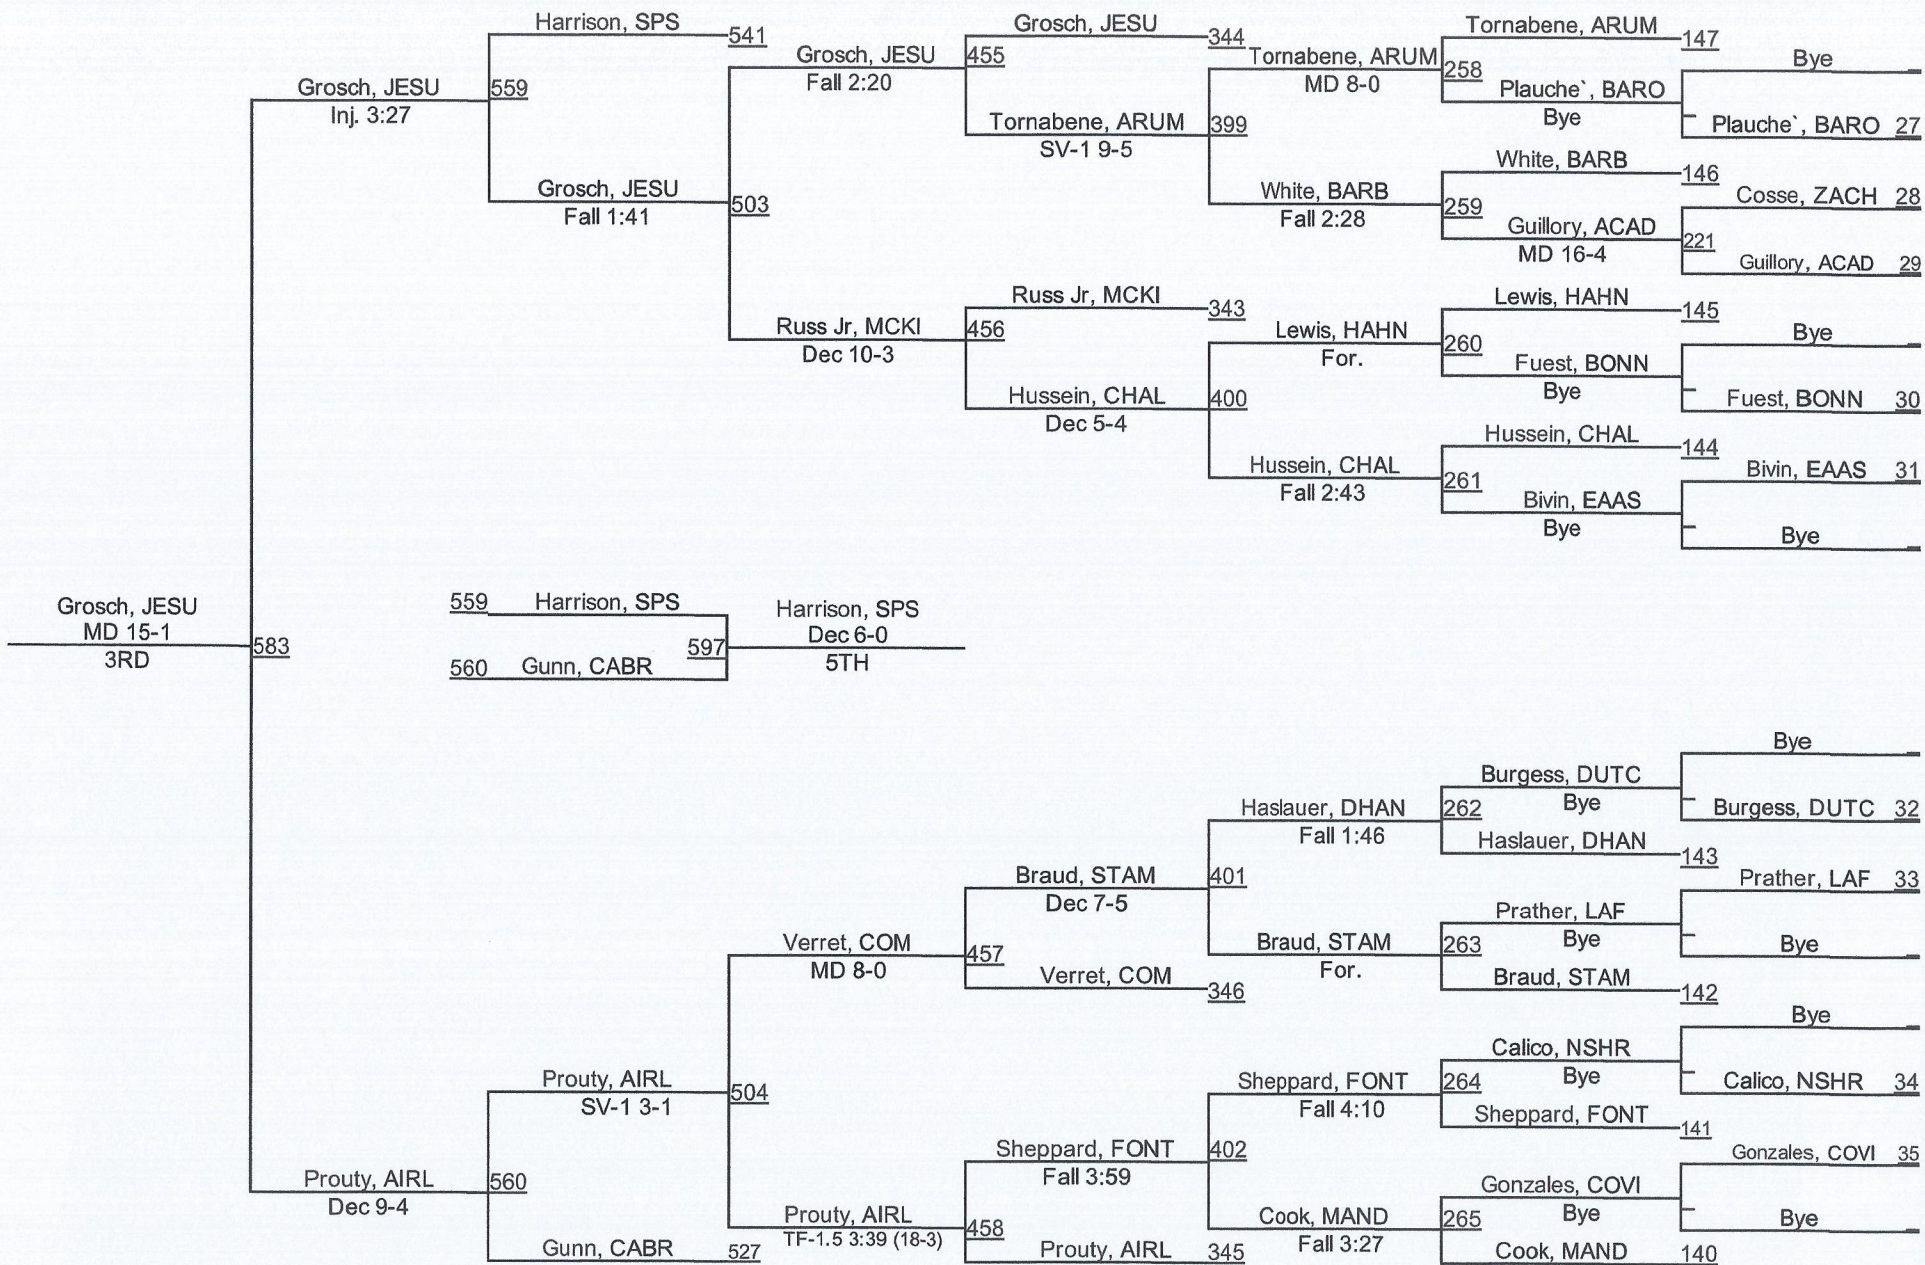 Harrison, SPS
541
Grosch, JESU
Inj. 3:27
559
Grosch, JESU
Fall 1:41
503
Grosch, JESU
Fall 2:20
455
Grosch, JESU
344
Tornabene, ARUM
SV-1 9-5
399
Tornabene, ARUM
MD 8-0
258
Tornabene, ARUM
147
Bye
Plauche`, BARO
Bye
Plauche`, BARO 27
White, BARB
146
White, BARB
Fall 2:28
259
Cosse, ZACH 28
Guillory, ACAD
MD 16-4
221
Guillory, ACAD 29
Russ Jr, MCKI
Dec 10-3
456
Russ Jr, MCKI
343
Lewis, HAHN
For.
260
Lewis, HAHN
145
Bye
Fuest, BONN
Bye
Fuest, BONN 30
Hussein, CHAL
Dec 5-4
400
Hussein, CHAL
144
Hussein, CHAL
Fall 2:43
261
Bivin, EAAS 31
Bivin, EAAS
Bye
Bye
Grosch, JESU
MD 15-1
3RD
583
559 Harrison, SPS
597
560 Gunn, CABR
Harrison, SPS
Dec 6-0
5TH
Bye
Burgess, DUTC
Bye
Burgess, DUTC 32
Haslauer, DHAN
Fall 1:46
262
Haslauer, DHAN
143
Braud, STAM
Dec 7-5
401
Prather, LAF 33
Prather, LAF
Bye
Bye
Braud, STAM
For.
263
Braud, STAM
142
Verret, COM
MD 8-0
457
Verret, COM
346
Bye
Calico, NSHR
Bye
Calico, NSHR 34
Sheppard, FONT
Fall 4:10
264
Sheppard, FONT
141
Prouty, AIRL
SV-1 3-1
504
Sheppard, FONT
Fall 3:59
402
Gonzales, COVI 35
Gonzales, COVI
Bye
Bye
Prouty, AIRL
Dec 9-4
560
Prouty, AIRL
TF-1.5 3:39 (18-3)
458
Cook, MAND
Fall 3:27
265
Gunn, CABR
527
Prouty, AIRL
345
Cook, MAND
140